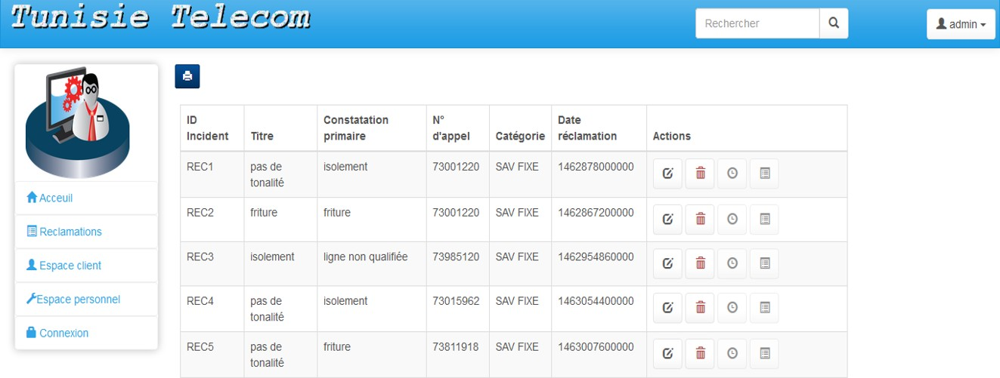 Tunisie Telecom
Rechercher
admin
Acceuil
Reclamations
Espace client
Espace personnel
Connexion
ID Incident Titre Constatation primaire N° d'appel Catégorie Date réclamation Actions
REC1 pas de tonalité isolement 73001220 SAV FIXE 1462878000000
REC2 friture friture 73001220 SAV FIXE 1462867200000
REC3 isolement ligne non qualifiée 73985120 SAV FIXE 1462954860000
REC4 pas de tonalité isolement 73015962 SAV FIXE 1463054400000
REC5 pas de tonalité friture 73811918 SAV FIXE 1463007600000